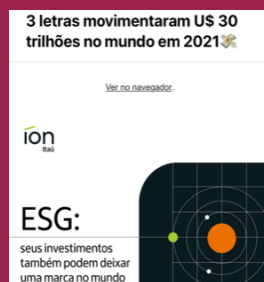 3 letras movimentaram U$ 30
trilhões no mundo em 2021💸
Ver no navegador.
íon
Itaú
ESG:
seus investimentos
também podem deixar
uma marca no mundo